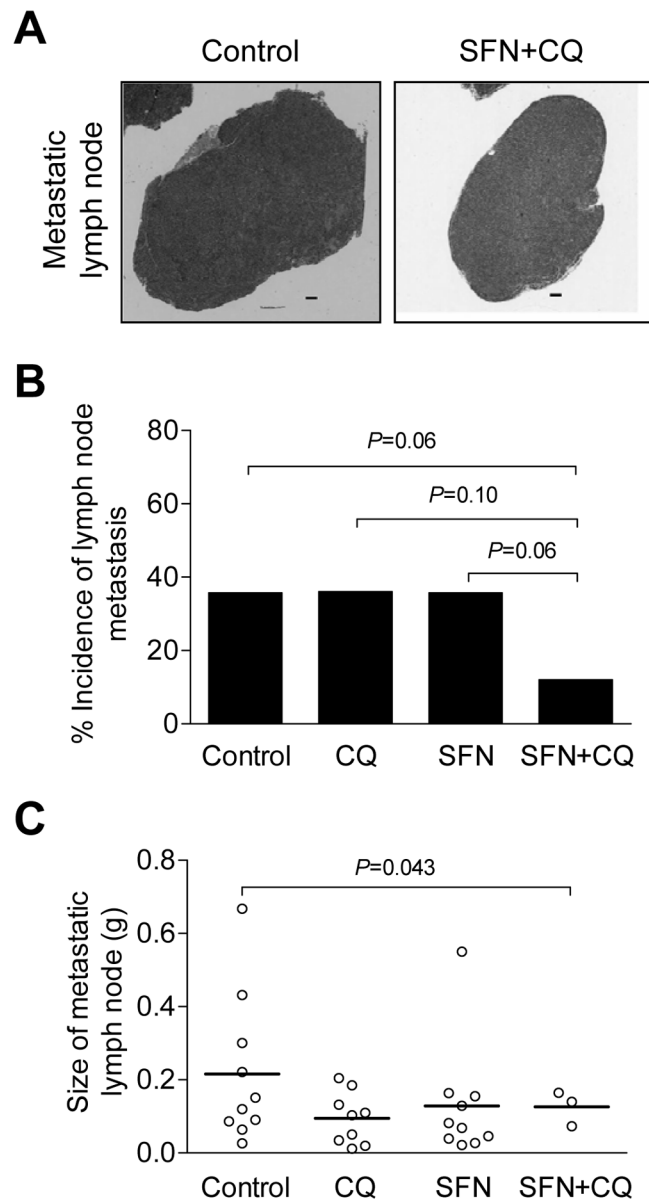 A
Control
SFN+CQ
Metastatic
lymph node
B
% Incidence of lymph node
metastasis
80
60
40
20
0
P=0.06
P=0.10
P=0.06
Control
CQ
SFN
SFN+CQ
C
Size of metastatic
lymph node (g)
0.8
0.6
0.4
0.2
0.0
P=0.043
Control
CQ
SFN
SFN+CQ